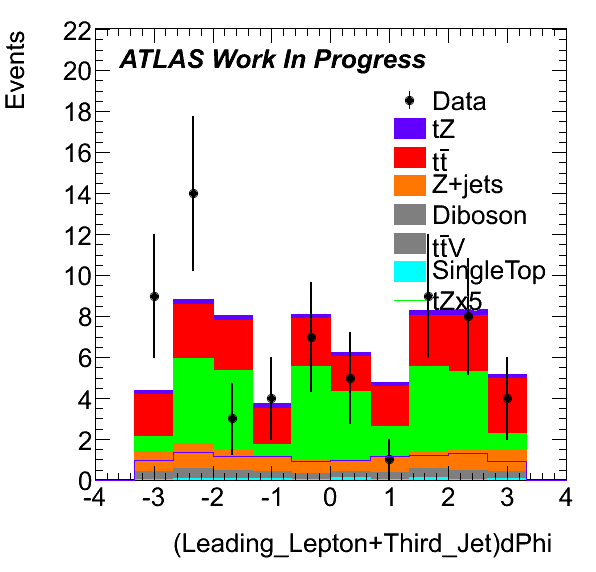 Events
22
20
18
16
14
12
10
8
6
4
2
0
ATLAS Work In Progress
Data
tZ
tt̄
Z+jets
Diboson
tt̄V
SingleTop
tZx5
-4 -3 -2 -1 0 1 2 3 4
(Leading_Lepton+Third_Jet)dPhi